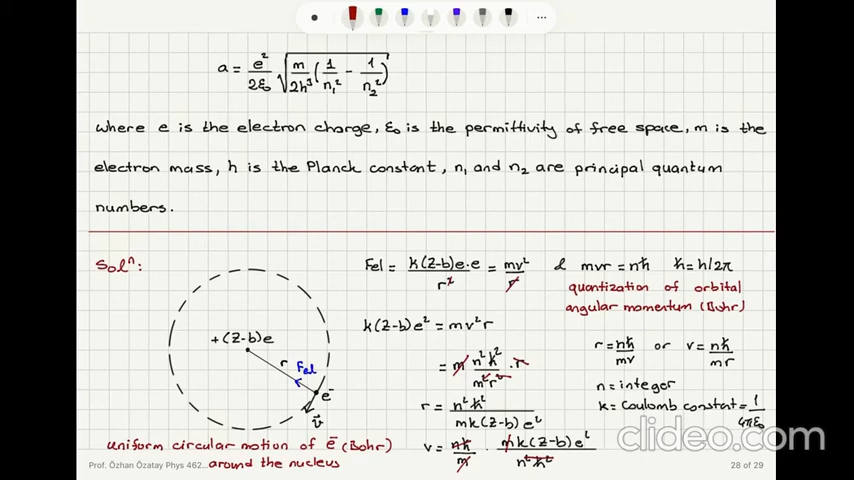 a = e²/2ε₀ √(m/2h³ (1/n₁² − 1/n₂²))
where e is the electron charge, ε₀ is the permittivity of free space, m is the
electron mass, h is the Planck constant, n₁ and n₂ are principal quantum
numbers.
Solⁿ:
+(Z-b)e
r
Fel
e⁻
v⃗
uniform circular motion of e⁻ (Bohr)
around the nucleus
Fel = k(Z-b)e·e/r² = mv²/r
k(Z-b)e² = mv²r
= m n²ħ²/m²r² · r
r = n²ħ²/mk(Z-b)e²
v = nħ/m · mk(Z-b)e²/n²ħ²
& mvr = nħ ħ = h/2π
quantization of orbital
angular momentum (Bohr)
r = nħ/mv or v = nħ/mr
n = integer
k = Coulomb constant = 1/4πε₀
clideo.com
Prof. Özhan Özatay Phys 462...
28 of 29